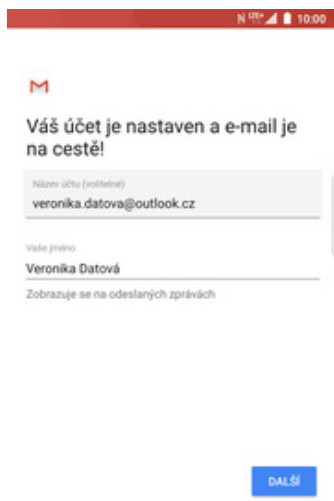 N LTE 10:00
Váš účet je nastaven a e-mail je
na cestě!
Název účtu (volitelné)
veronika.datova@outlook.cz
Vaše jméno
Veronika Datová
Zobrazuje se na odeslaných zprávách
DALŠÍ